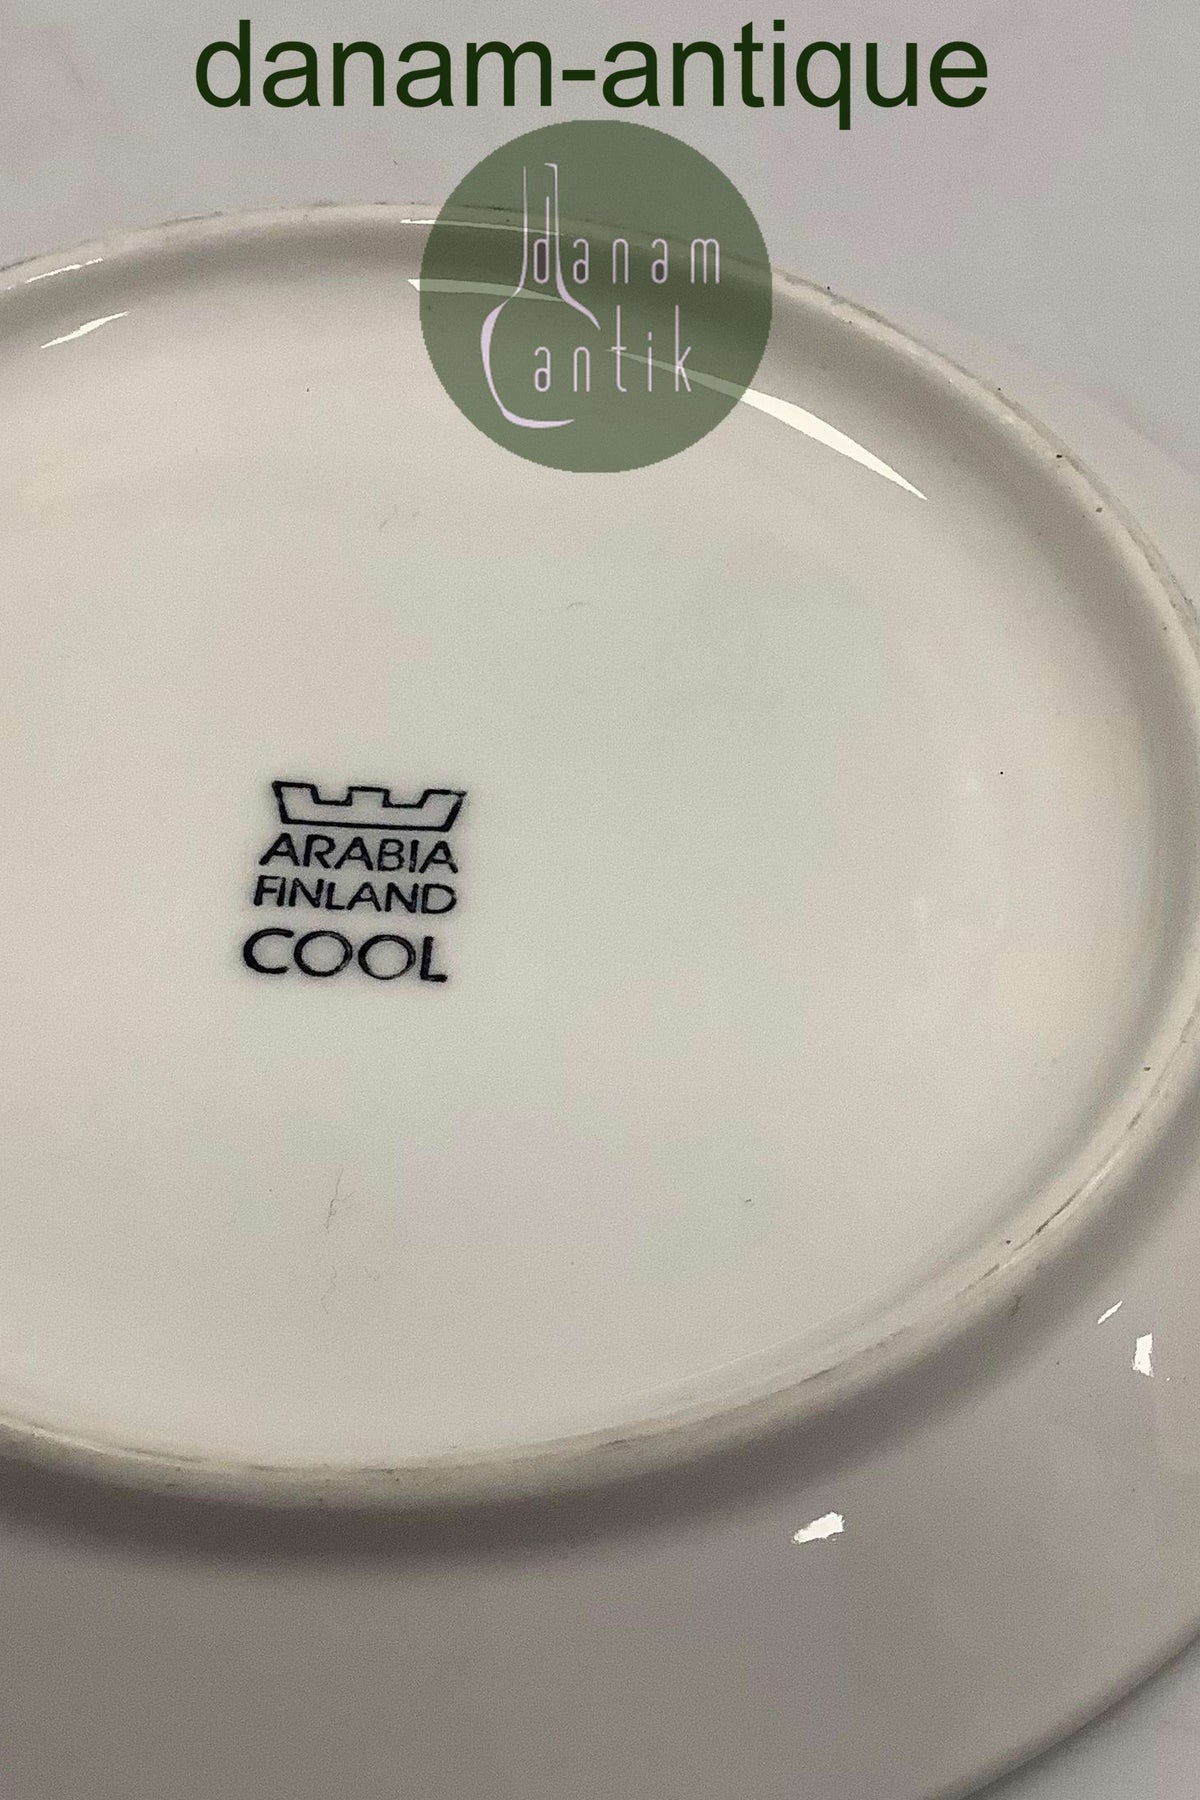 danam-antique
danam
antik
ARABIA
FINLAND
COOL